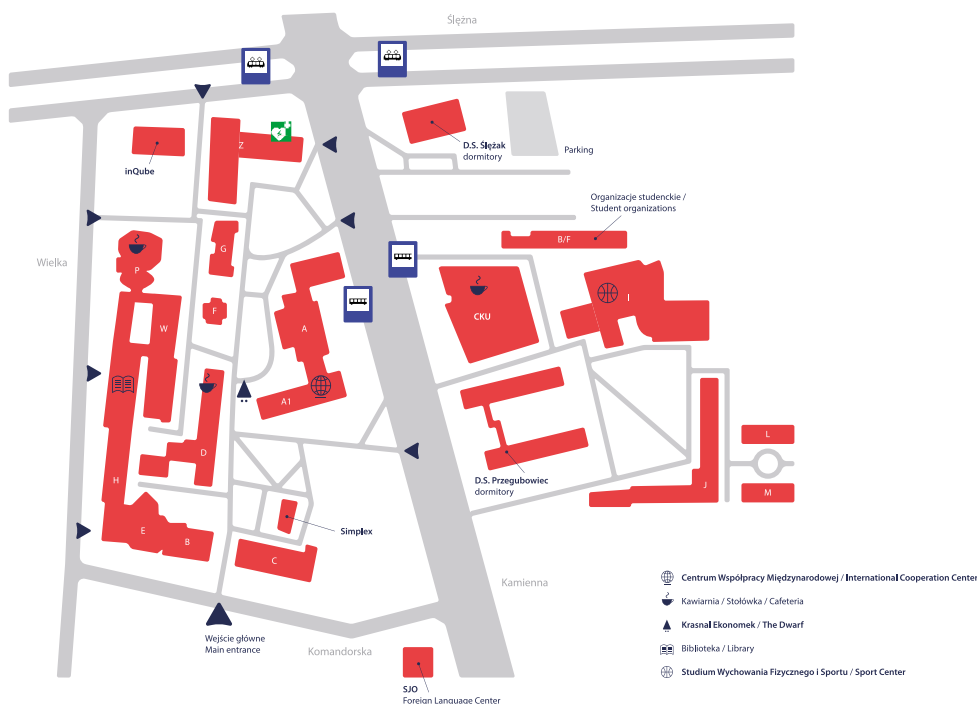 Ślężna
Z
inQube
D.S. Ślężak
dormitory
Parking
Organizacje studenckie /
Student organizations
B/F
G
Wielka
P
F
W
A
CKU
I
A1
D
L
H
D.S. Przegubowiec
dormitory
J
M
E
B
Simplex
C
Kamienna
Wejście główne
Main entrance
Komandorska
SJO
Foreign Language Center
Centrum Współpracy Międzynarodowej / International Cooperation Center
Kawiarnia / Stołówka / Cafeteria
Krasnal Ekonomek / The Dwarf
Biblioteka / Library
Studium Wychowania Fizycznego i Sportu / Sport Center